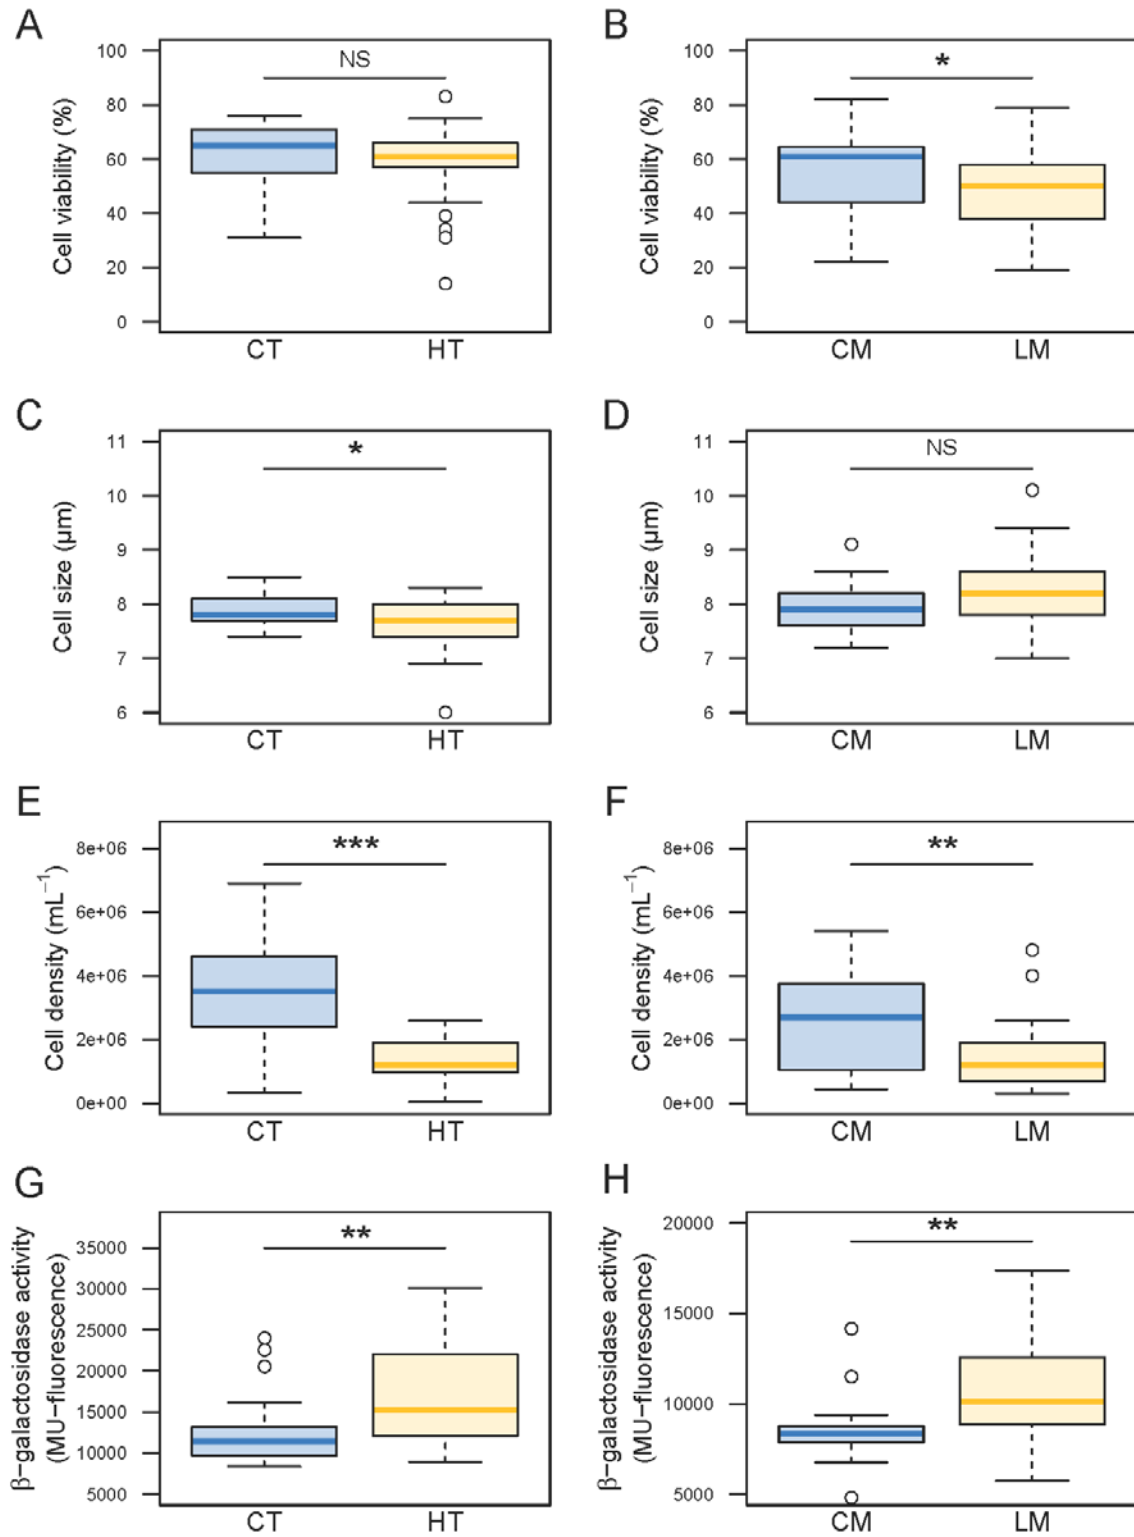 A
B
NS
*
Cell viability (%)
100
80
60
40
20
0
CT
HT
Cell viability (%)
100
80
60
40
20
0
CM
LM
C
D
*
NS
Cell size (µm)
11
10
9
8
7
6
CT
HT
Cell size (µm)
11
10
9
8
7
6
CM
LM
E
F
***
**
Cell density (mL⁻¹)
8e+06
6e+06
4e+06
2e+06
0e+00
CT
HT
Cell density (mL⁻¹)
8e+06
6e+06
4e+06
2e+06
0e+00
CM
LM
G
H
**
**
β−galactosidase activity
(MU−fluorescence)
35000
30000
25000
20000
15000
10000
5000
CT
HT
β−galactosidase activity
(MU−fluorescence)
20000
15000
10000
5000
CM
LM